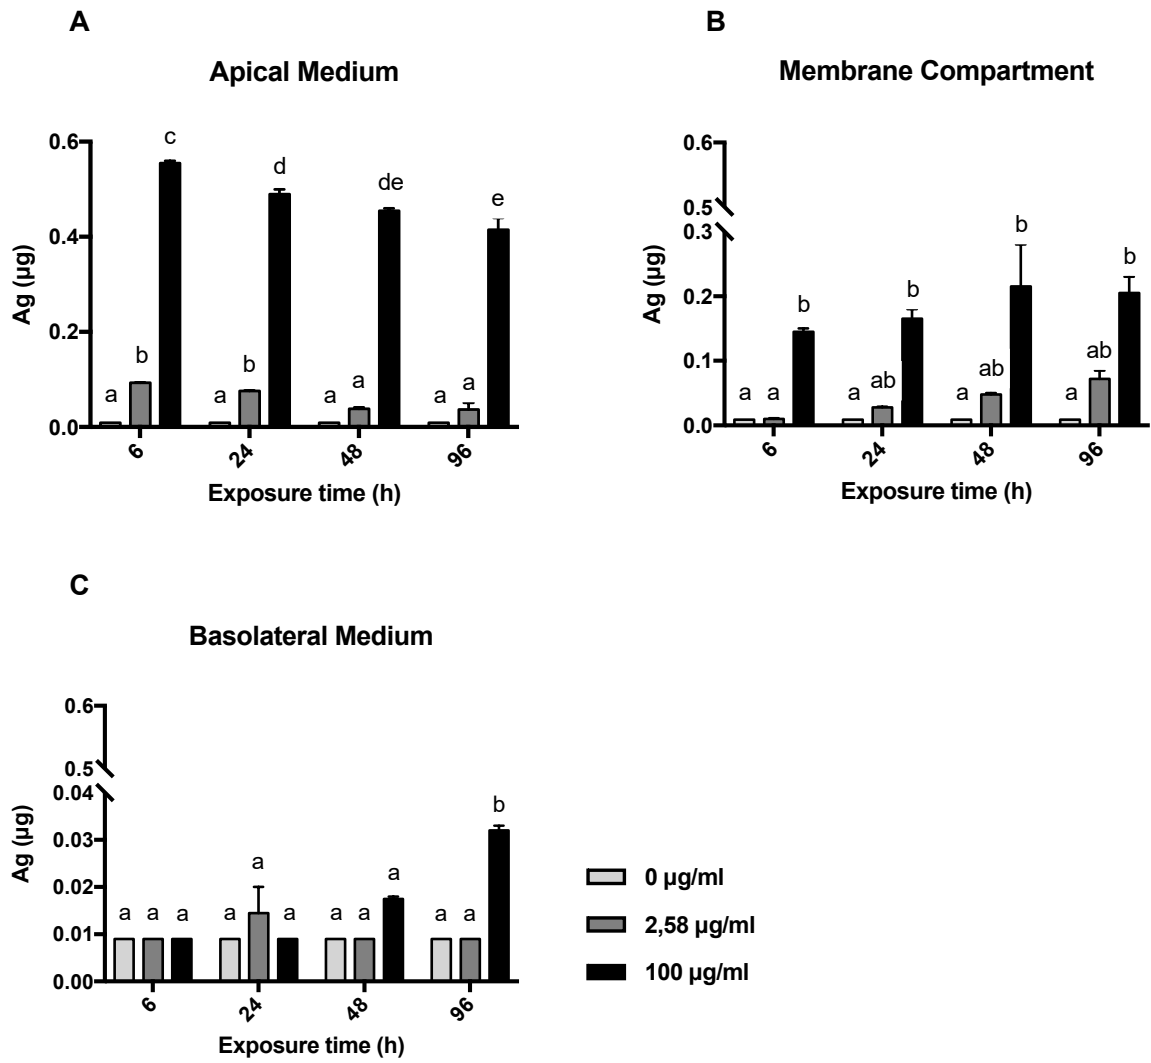 A
Apical Medium
Ag (µg)
0.6
0.4
0.2
0.0
c
d
de
e
a b
a b
a a
a a
6 24 48 96
Exposure time (h)
B
Membrane Compartment
Ag (µg)
0.6
0.5
0.3
0.2
0.1
0.0
b
b
b
b
a a
a ab
a ab
a ab
6 24 48 96
Exposure time (h)
C
Basolateral Medium
Ag (µg)
0.6
0.5
0.04
0.03
0.02
0.01
0.00
a a a
a a a
a a a
a a b
6 24 48 96
Exposure time (h)
0 µg/ml
2,58 µg/ml
100 µg/ml